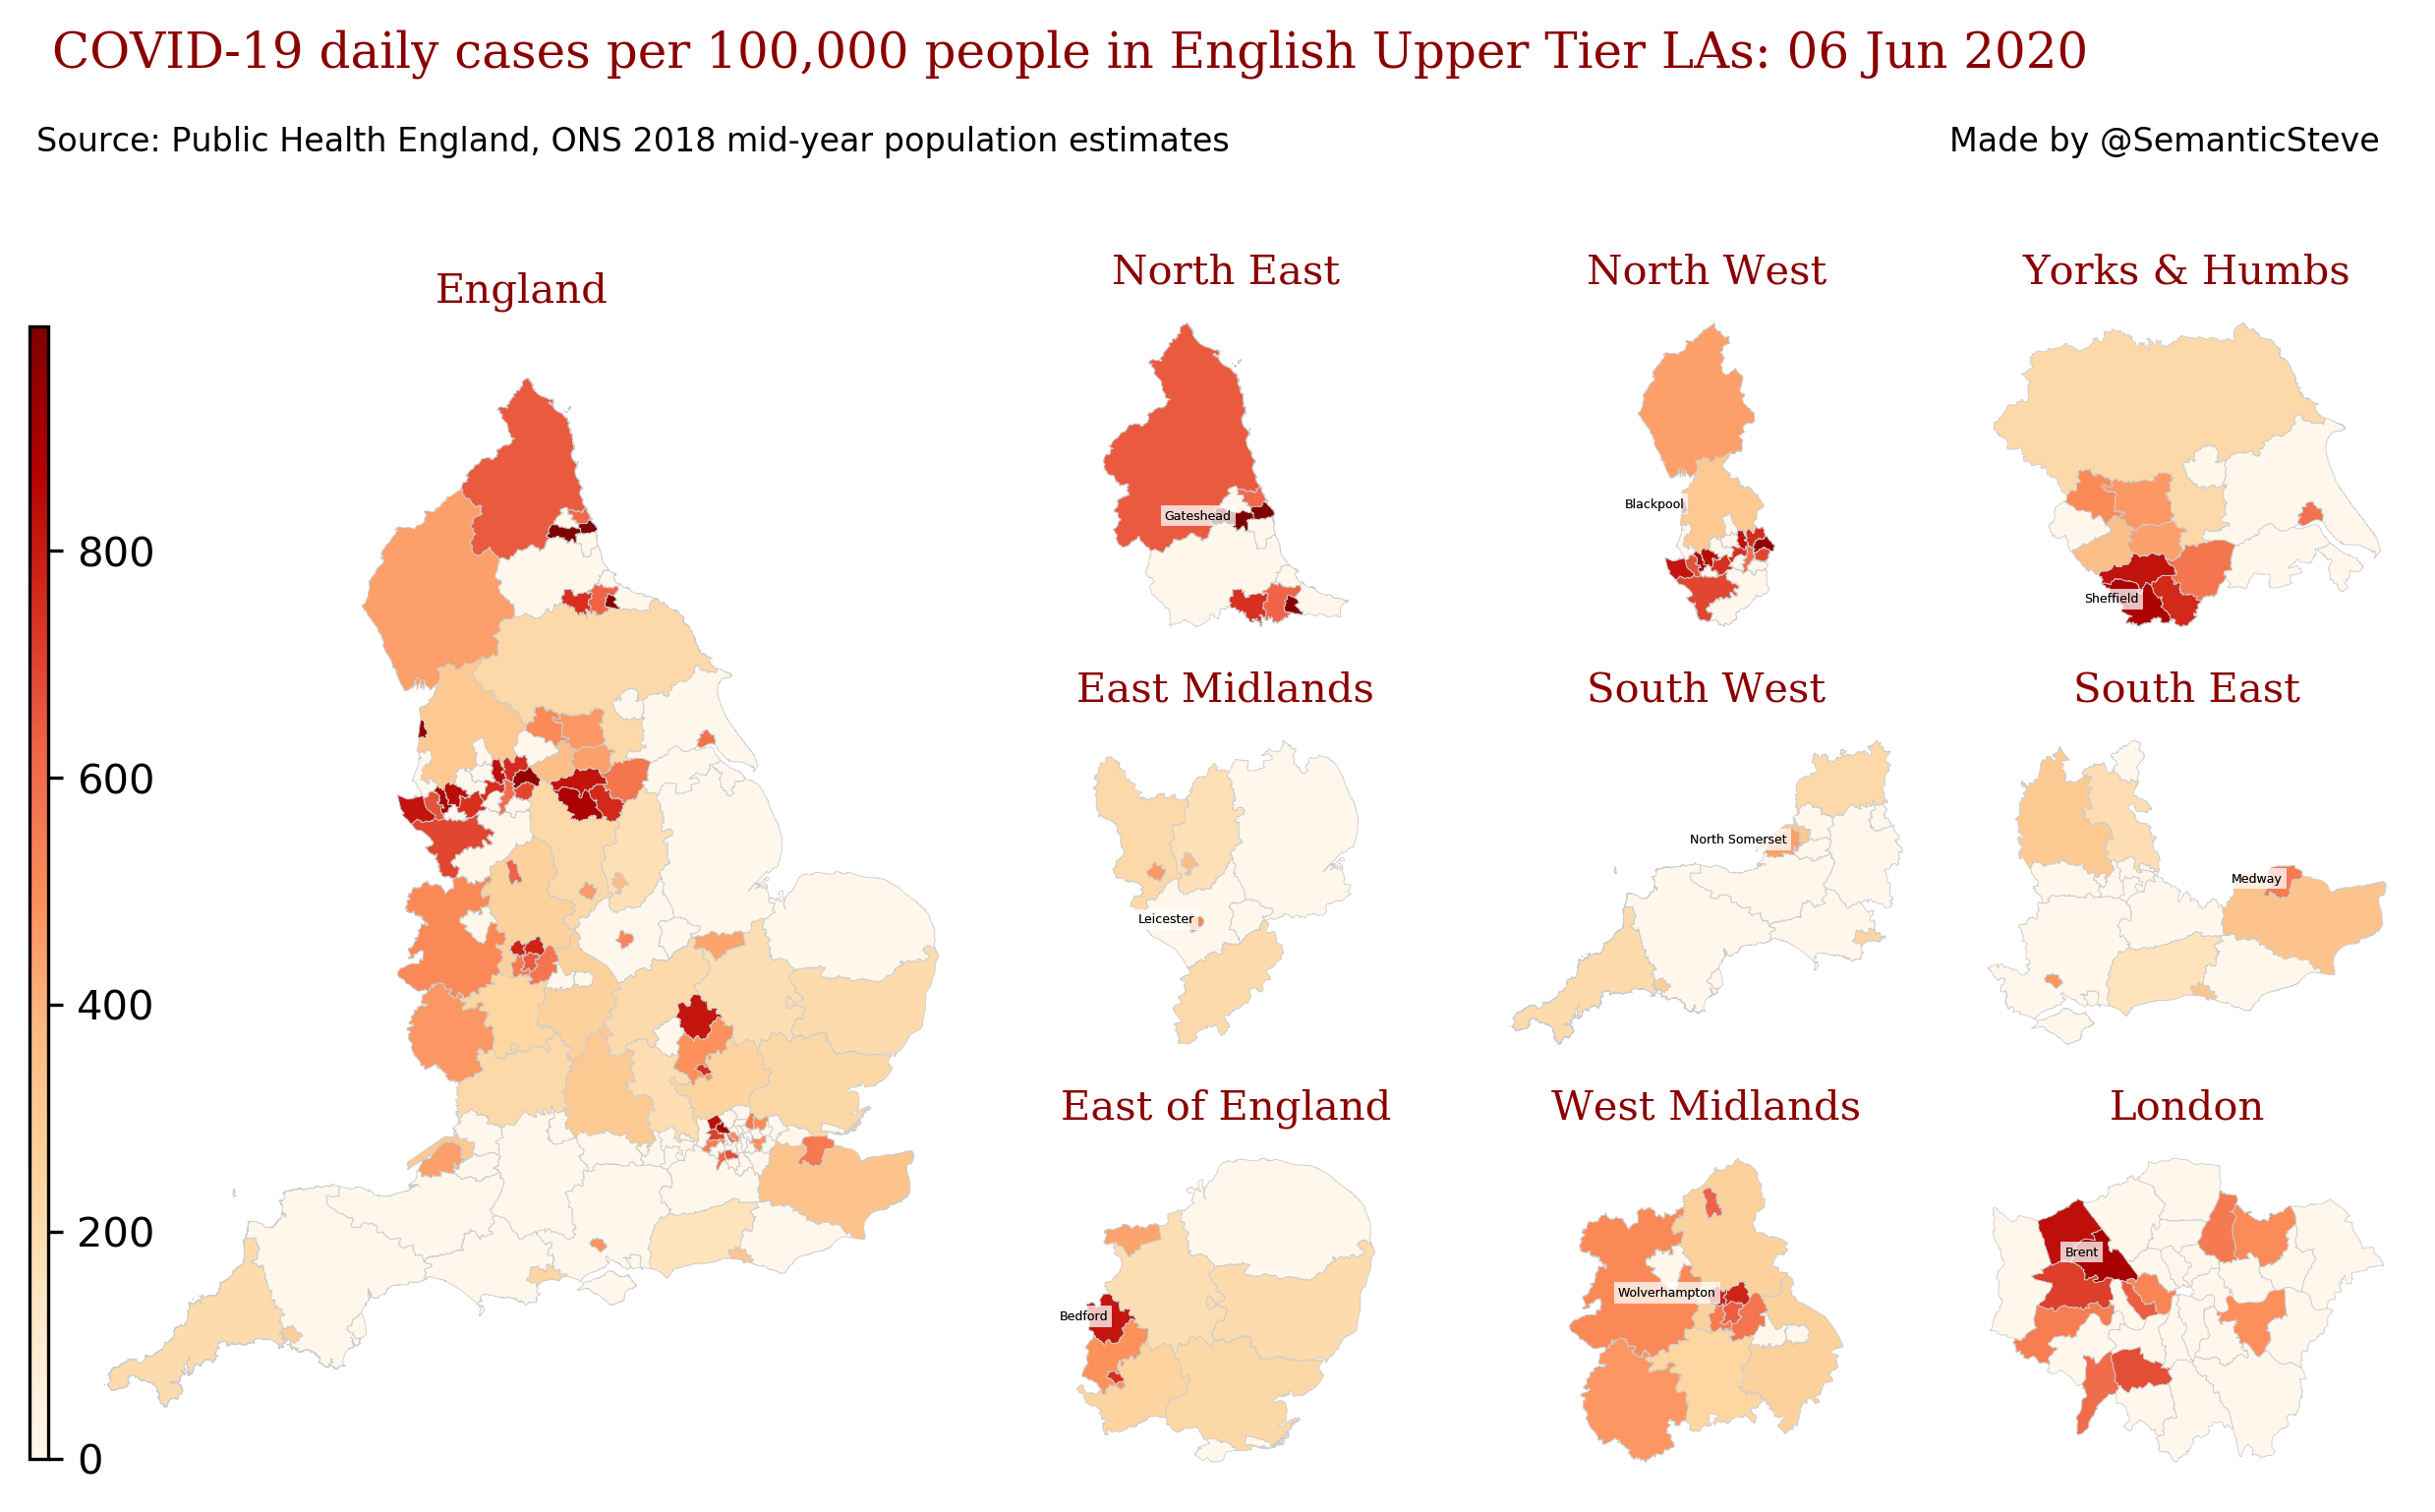 COVID-19 daily cases per 100,000 people in English Upper Tier LAs: 06 Jun 2020
Source: Public Health England, ONS 2018 mid-year population estimates
Made by @SemanticSteve
England
800
600
400
200
0
North East
Gateshead
North West
Blackpool
Yorks & Humbs
Sheffield
East Midlands
Leicester
South West
North Somerset
South East
Medway
East of England
Bedford
West Midlands
Wolverhampton
London
Brent